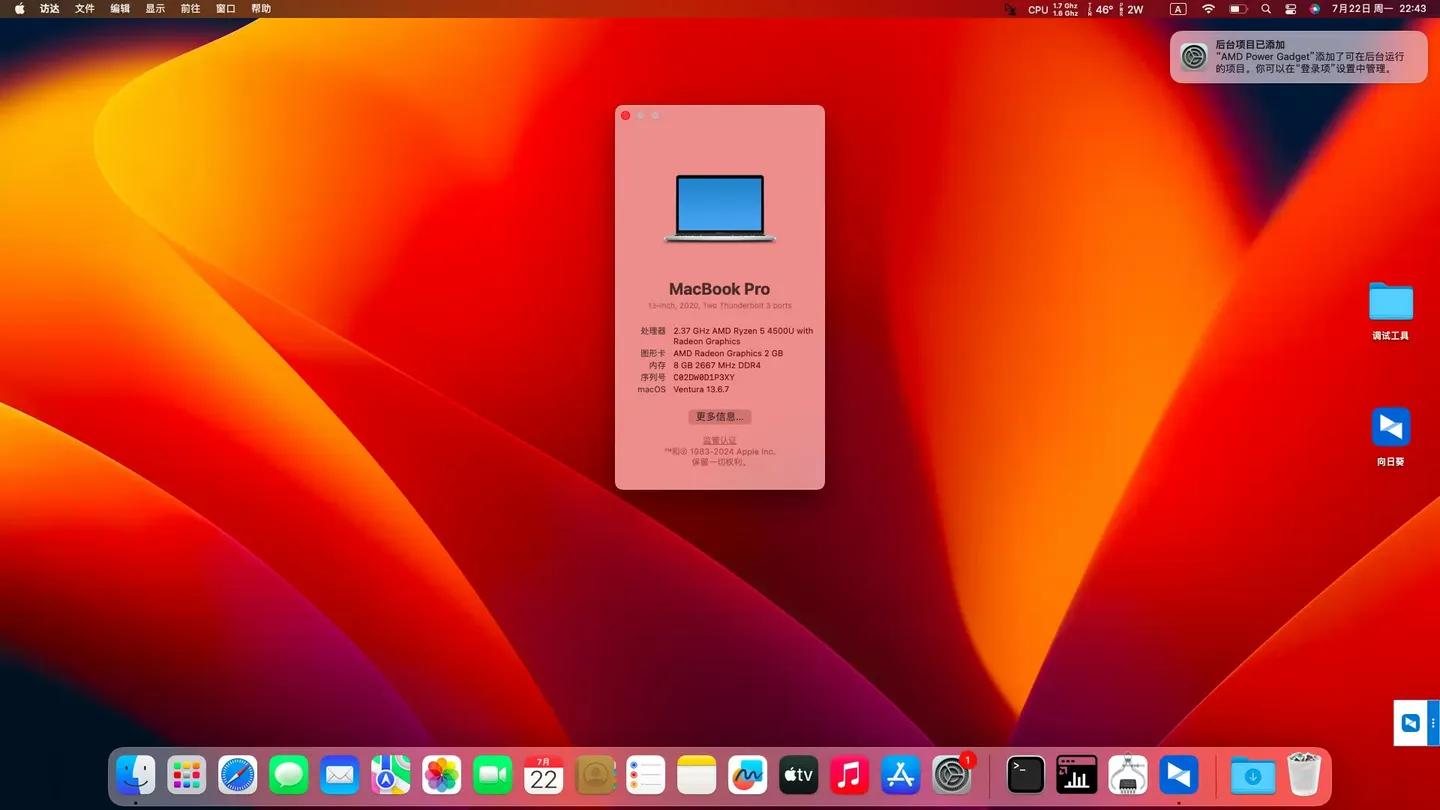 访达 文件 编辑 显示 前往 窗口 帮助
CPU 1.7 Ghz 1.6 Ghz 46° 2W A 7月22日 周一 22:43
后台项目已添加
“AMD Power Gadget”添加了可在后台运行
的项目。你可以在“登录项”设置中管理。
MacBook Pro
13-inch, 2020, Two Thunderbolt 3 ports
处理器 2.37 GHz AMD Ryzen 5 4500U with
Radeon Graphics
图形卡 AMD Radeon Graphics 2 GB
内存 8 GB 2667 MHz DDR4
序列号 C02DW0D1P3XY
macOS Ventura 13.6.7
更多信息...
监管认证
™和© 1983-2024 Apple Inc.
保留一切权利。
调试工具
向日葵
7月
22
tv
1